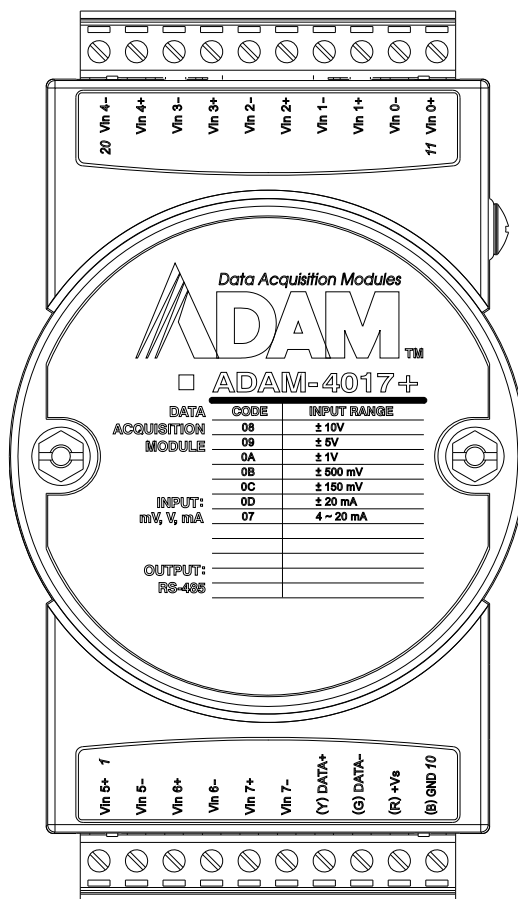 20 Vin 4-
Vin 4+
Vin 3-
Vin 3+
Vin 2-
Vin 2+
Vin 1-
Vin 1+
Vin 0-
11 Vin 0+
Data Acquisition Modules
ADAM TM
ADAM-4017+
DATA ACQUISITION MODULE
INPUT: mV, V, mA
OUTPUT: RS-485
CODE INPUT RANGE
08 ± 10V
09 ± 5V
0A ± 1V
0B ± 500 mV
0C ± 150 mV
0D ± 20 mA
07 4 ~ 20 mA
Vin 5+ 1
Vin 5-
Vin 6+
Vin 6-
Vin 7+
Vin 7-
(Y) DATA+
(G) DATA-
(R) +Vs
(B) GND 10